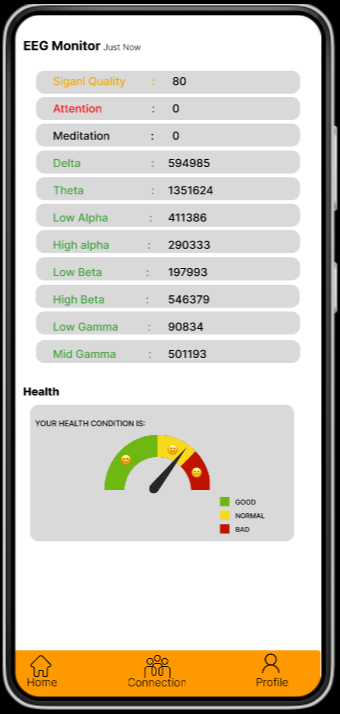 EEG Monitor Just Now
Siganl Quality : 80
Attention : 0
Meditation : 0
Delta : 594985
Theta : 1351624
Low Alpha : 411386
High alpha : 290333
Low Beta : 197993
High Beta : 546379
Low Gamma : 90834
Mid Gamma : 501193
Health
YOUR HEALTH CONDITION IS:
GOOD
NORMAL
BAD
Home Connection Profile